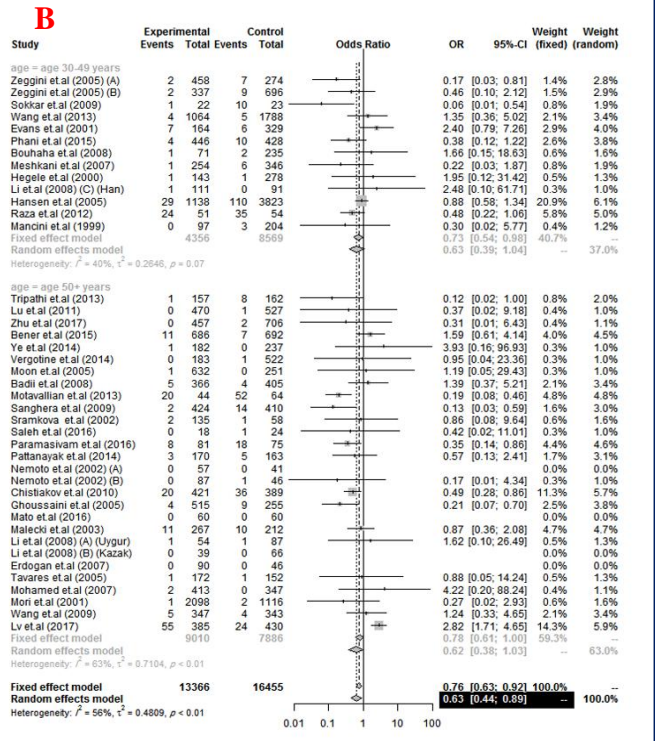 B
Experimental Control Weight Weight
Study Events Total Events Total Odds Ratio OR 95%-CI (fixed) (random)
age = age 30-49 years
Zeggini et.al (2005) (A) 2 458 7 274 0.17 [0.03; 0.81] 1.4% 2.8%
Zeggini et.al (2005) (B) 2 337 9 696 0.46 [0.10; 2.12] 1.5% 2.9%
Sokkar et.al (2009) 1 22 10 23 0.06 [0.01; 0.54] 0.8% 1.9%
Wang et.al (2013) 4 1064 5 1788 1.35 [0.36; 5.02] 2.1% 3.4%
Evans et.al (2001) 7 164 6 329 2.40 [0.79; 7.26] 2.9% 4.0%
Phani et.al (2015) 4 446 10 428 0.38 [0.12; 1.22] 2.6% 3.8%
Bouhaha et.al (2008) 1 71 2 235 1.66 [0.15; 18.63] 0.6% 1.6%
Meshkani et.al (2007) 1 254 6 346 0.22 [0.03; 1.87] 0.8% 1.9%
Hegele et.al (2000) 1 143 1 278 1.95 [0.12; 31.42] 0.5% 1.3%
Li et.al (2008) (C) (Han) 1 111 0 91 2.48 [0.10; 61.71] 0.3% 1.0%
Hansen et.al (2005) 29 1138 110 3823 0.88 [0.58; 1.34] 20.9% 6.1%
Raza et.al (2012) 24 51 35 54 0.48 [0.22; 1.06] 5.8% 5.0%
Mancini et.al (1999) 0 97 3 204 0.30 [0.02; 5.77] 0.4% 1.2%
Fixed effect model 4356 8569 0.73 [0.54; 0.98] 40.7% --
Random effects model 0.63 [0.39; 1.04] -- 37.0%
Heterogeneity: I² = 40%, τ² = 0.2646, p = 0.07
age = age 50+ years
Tripathi et.al (2013) 1 157 8 162 0.12 [0.02; 1.00] 0.8% 2.0%
Lu et.al (2011) 0 470 1 527 0.37 [0.02; 9.18] 0.4% 1.0%
Zhu et.al (2017) 0 457 2 706 0.31 [0.01; 6.43] 0.4% 1.1%
Bener et.al (2015) 11 686 7 692 1.59 [0.61; 4.14] 4.0% 4.5%
Ye et.al (2014) 1 182 0 237 3.93 [0.16; 96.93] 0.3% 1.0%
Vergotine et.al (2014) 0 183 1 522 0.95 [0.04; 23.36] 0.3% 1.0%
Moon et.al (2005) 1 632 0 251 1.19 [0.05; 29.43] 0.3% 1.0%
Badii et.al (2008) 5 366 4 405 1.39 [0.37; 5.21] 2.1% 3.4%
Motavallian et.al (2013) 20 44 52 64 0.19 [0.08; 0.46] 4.8% 4.8%
Sanghera et.al (2009) 2 424 14 410 0.13 [0.03; 0.59] 1.6% 3.0%
Sramkova et.al (2002) 2 135 1 58 0.86 [0.08; 9.64] 0.6% 1.6%
Saleh et.al (2016) 0 18 1 24 0.42 [0.02; 11.01] 0.3% 1.0%
Paramasivam et.al (2016) 8 81 18 75 0.35 [0.14; 0.86] 4.4% 4.6%
Pattanayak et.al (2014) 3 170 5 163 0.57 [0.13; 2.41] 1.7% 3.1%
Nemoto et.al (2002) (A) 0 57 0 41 0.0% 0.0%
Nemoto et.al (2002) (B) 0 87 1 46 0.17 [0.01; 4.34] 0.3% 1.0%
Chistiakov et.al (2010) 20 421 36 389 0.49 [0.28; 0.86] 11.3% 5.7%
Ghoussaini et.al (2005) 4 515 9 255 0.21 [0.07; 0.70] 2.5% 3.8%
Mato et.al (2016) 0 60 0 60 0.0% 0.0%
Malecki et.al (2003) 11 267 10 212 0.87 [0.36; 2.08] 4.7% 4.7%
Li et.al (2008) (A) (Uygur) 1 54 1 87 1.62 [0.10; 26.49] 0.5% 1.3%
Li et.al (2008) (B) (Kazak) 0 39 0 66 0.0% 0.0%
Erdogan et.al (2007) 0 90 0 46 0.0% 0.0%
Tavares et.al (2005) 1 172 1 152 0.88 [0.05; 14.24] 0.5% 1.3%
Mohamed et.al (2007) 2 413 0 347 4.22 [0.20; 88.24] 0.4% 1.1%
Mori et.al (2001) 1 2098 2 1116 0.27 [0.02; 2.93] 0.6% 1.6%
Wang et.al (2009) 5 347 4 343 1.24 [0.33; 4.65] 2.1% 3.4%
Lv et.al (2017) 55 385 24 430 2.82 [1.71; 4.65] 14.3% 5.9%
Fixed effect model 9010 7886 0.78 [0.61; 1.00] 59.3% --
Random effects model 0.62 [0.38; 1.03] -- 63.0%
Heterogeneity: I² = 63%, τ² = 0.7104, p < 0.01
Fixed effect model 13366 16455 0.76 [0.63; 0.92] 100.0% --
Random effects model 0.63 [0.44; 0.89] -- 100.0%
Heterogeneity: I² = 56%, τ² = 0.4809, p < 0.01
0.01 0.10 0 10 100